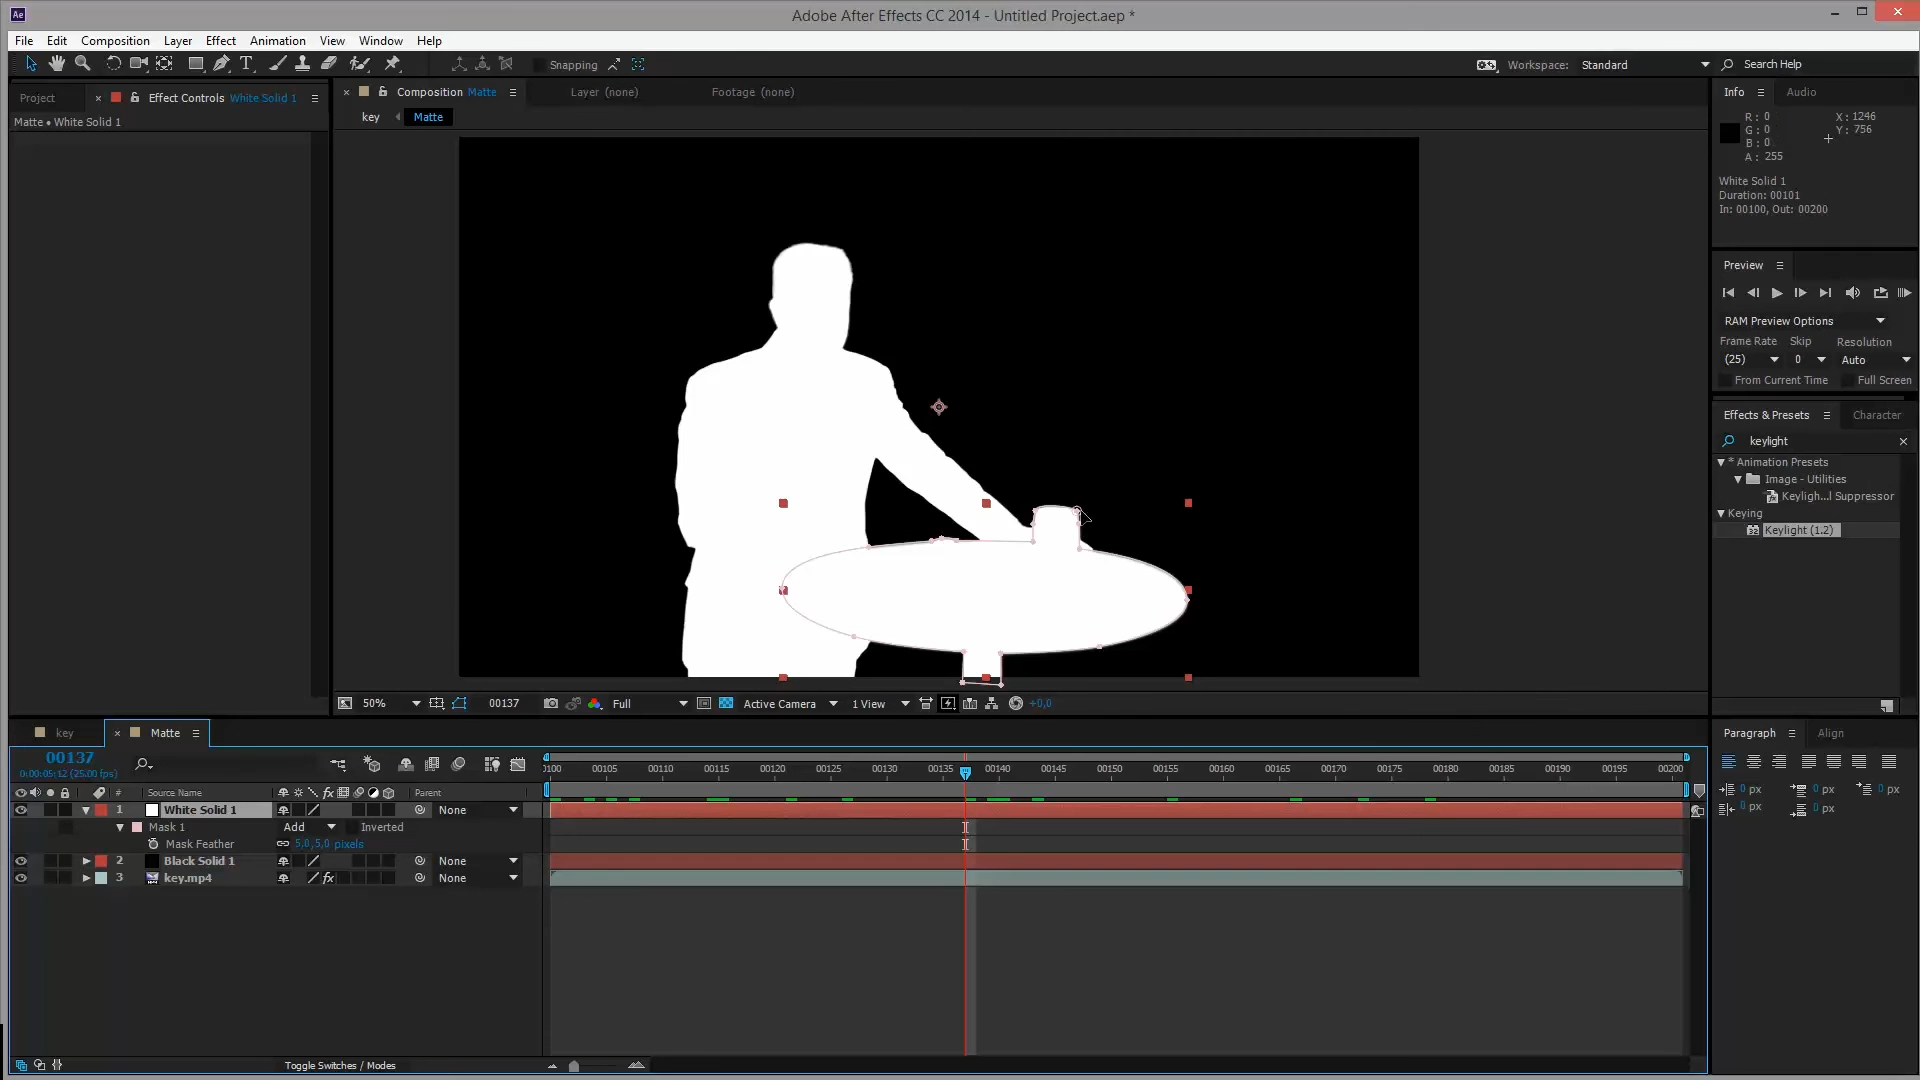 Ae
Adobe After Effects CC 2014 - Untitled Project.aep *
File Edit Composition Layer Effect Animation View Window Help
T Snapping Workspace: Standard Search Help
Project × Effect Controls White Solid 1
Matte • White Solid 1
× Composition Matte Layer (none) Footage (none)
key Matte
50% 00137 Full Active Camera 1 View +0,0
Info Audio
R: 0 X: 1246
G: 0 Y: 756
B: 0
A: 255
White Solid 1
Duration: 00101
In: 00100, Out: 00200
Preview
RAM Preview Options
Frame Rate Skip Resolution
(25) 0 Auto
From Current Time Full Screen
Effects & Presets Character
keylight ×
* Animation Presets
Image - Utilities
Keyligh...l Suppressor
Keying
32 Keylight (1.2)
Paragraph Align
0 px 0 px 0 px
0 px 0 px
key × Matte
00137
0:00:05:12 (25.00 fps)
0100 00105 00110 00115 00120 00125 00130 00135 00140 00145 00150 00155 00160 00165 00170 00175 00180 00185 00190 00195 00200
# Source Name fx Parent
1 White Solid 1 None
Mask 1 Add Inverted
Mask Feather 5,0,5,0 pixels
2 Black Solid 1 None
3 key.mp4 fx None
Toggle Switches / Modes